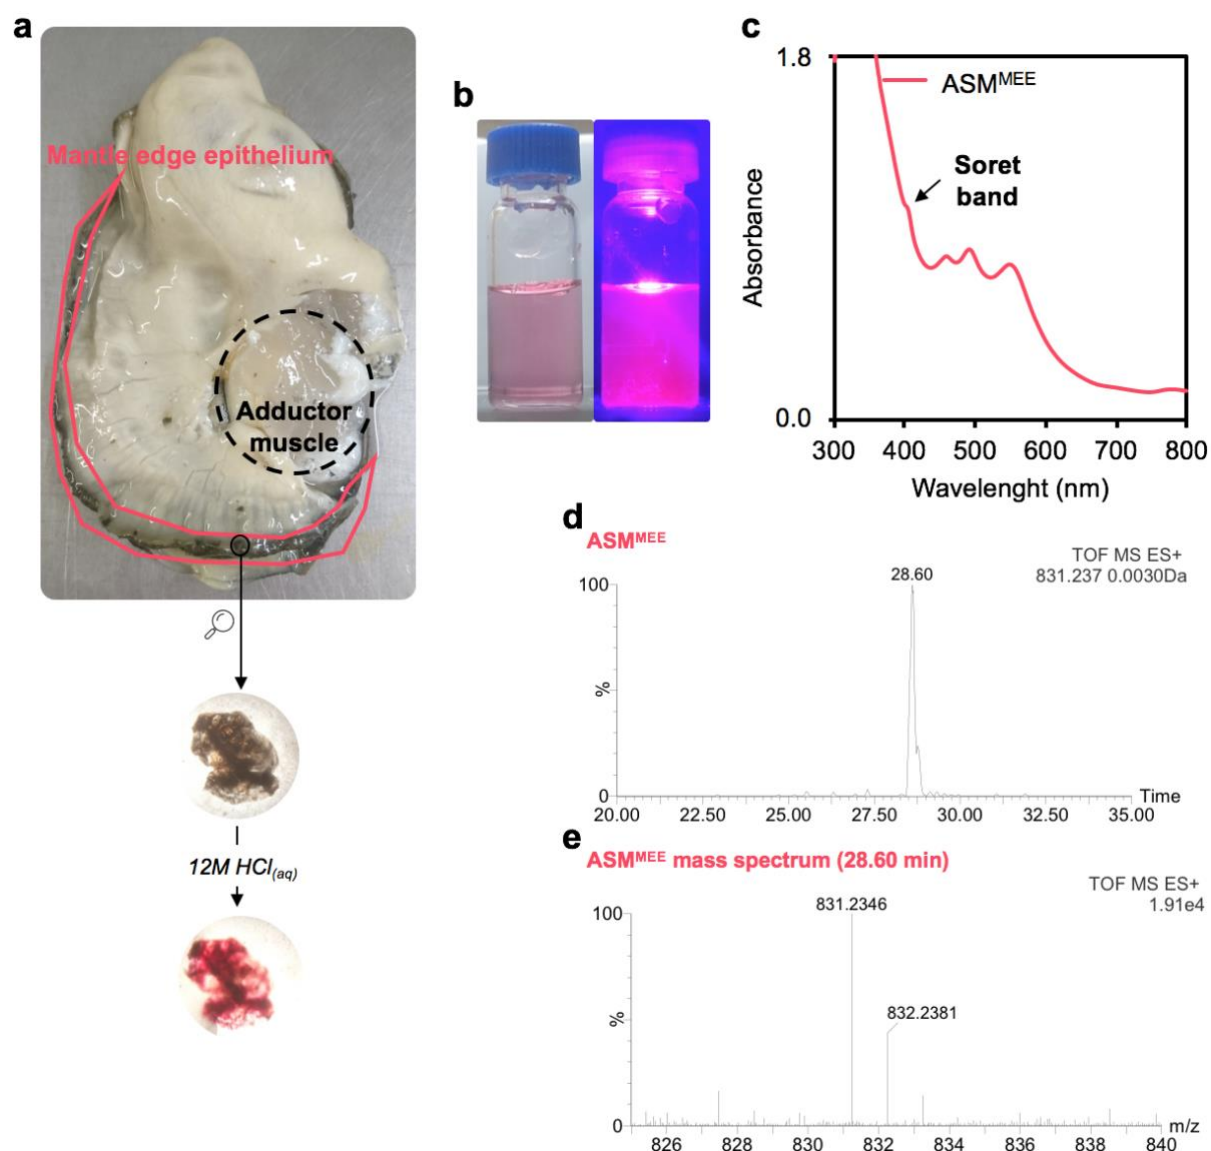 a
Mantle edge epithelium
Adductor
muscle
12M HCl(aq)
b
c
1.8
ASMMEE
Soret
band
Absorbance
0.0
300 400 500 600 700 800
Wavelenght (nm)
d
ASMMEE
TOF MS ES+
831.237 0.0030Da
28.60
100
%
0
20.00 22.50 25.00 27.50 30.00 32.50 35.00
Time
e
ASMMEE mass spectrum (28.60 min)
TOF MS ES+
1.91e4
831.2346
100
832.2381
%
0
826 828 830 832 834 836 838 840
m/z